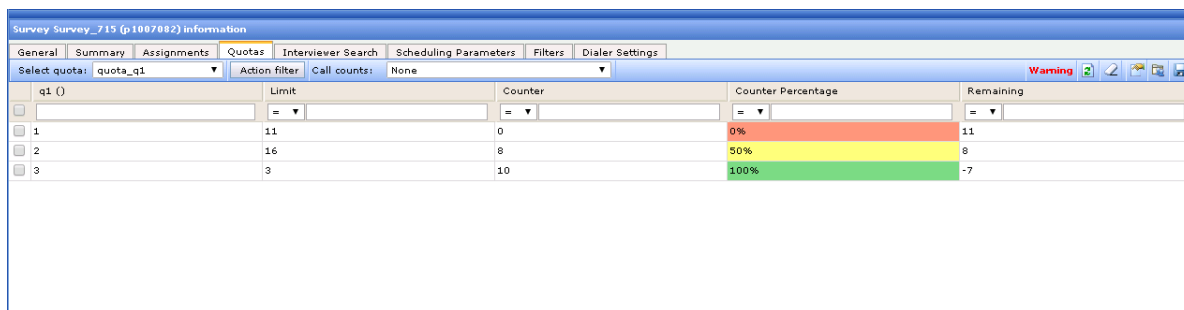 Survey Survey_715 (p1007082) information
General Summary Assignments Quotas Interviewer Search Scheduling Parameters Filters Dialer Settings
Select quota: quota_q1 Action filter Call counts: None Warning
q1 () Limit Counter Counter Percentage Remaining
= = = =
1 11 0 0% 11
2 16 8 50% 8
3 3 10 100% -7